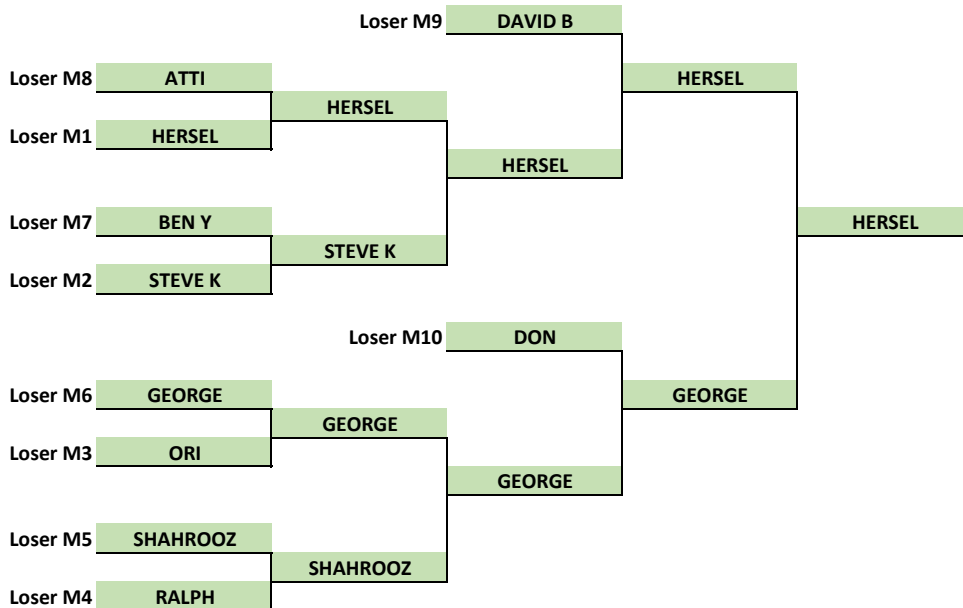 Loser M9 DAVID B
Loser M8 ATTI HERSEL
HERSEL
Loser M1 HERSEL
HERSEL
Loser M7 BEN Y HERSEL
STEVE K
Loser M2 STEVE K
Loser M10 DON
Loser M6 GEORGE GEORGE
GEORGE
Loser M3 ORI
GEORGE
Loser M5 SHAHROOZ
SHAHROOZ
Loser M4 RALPH